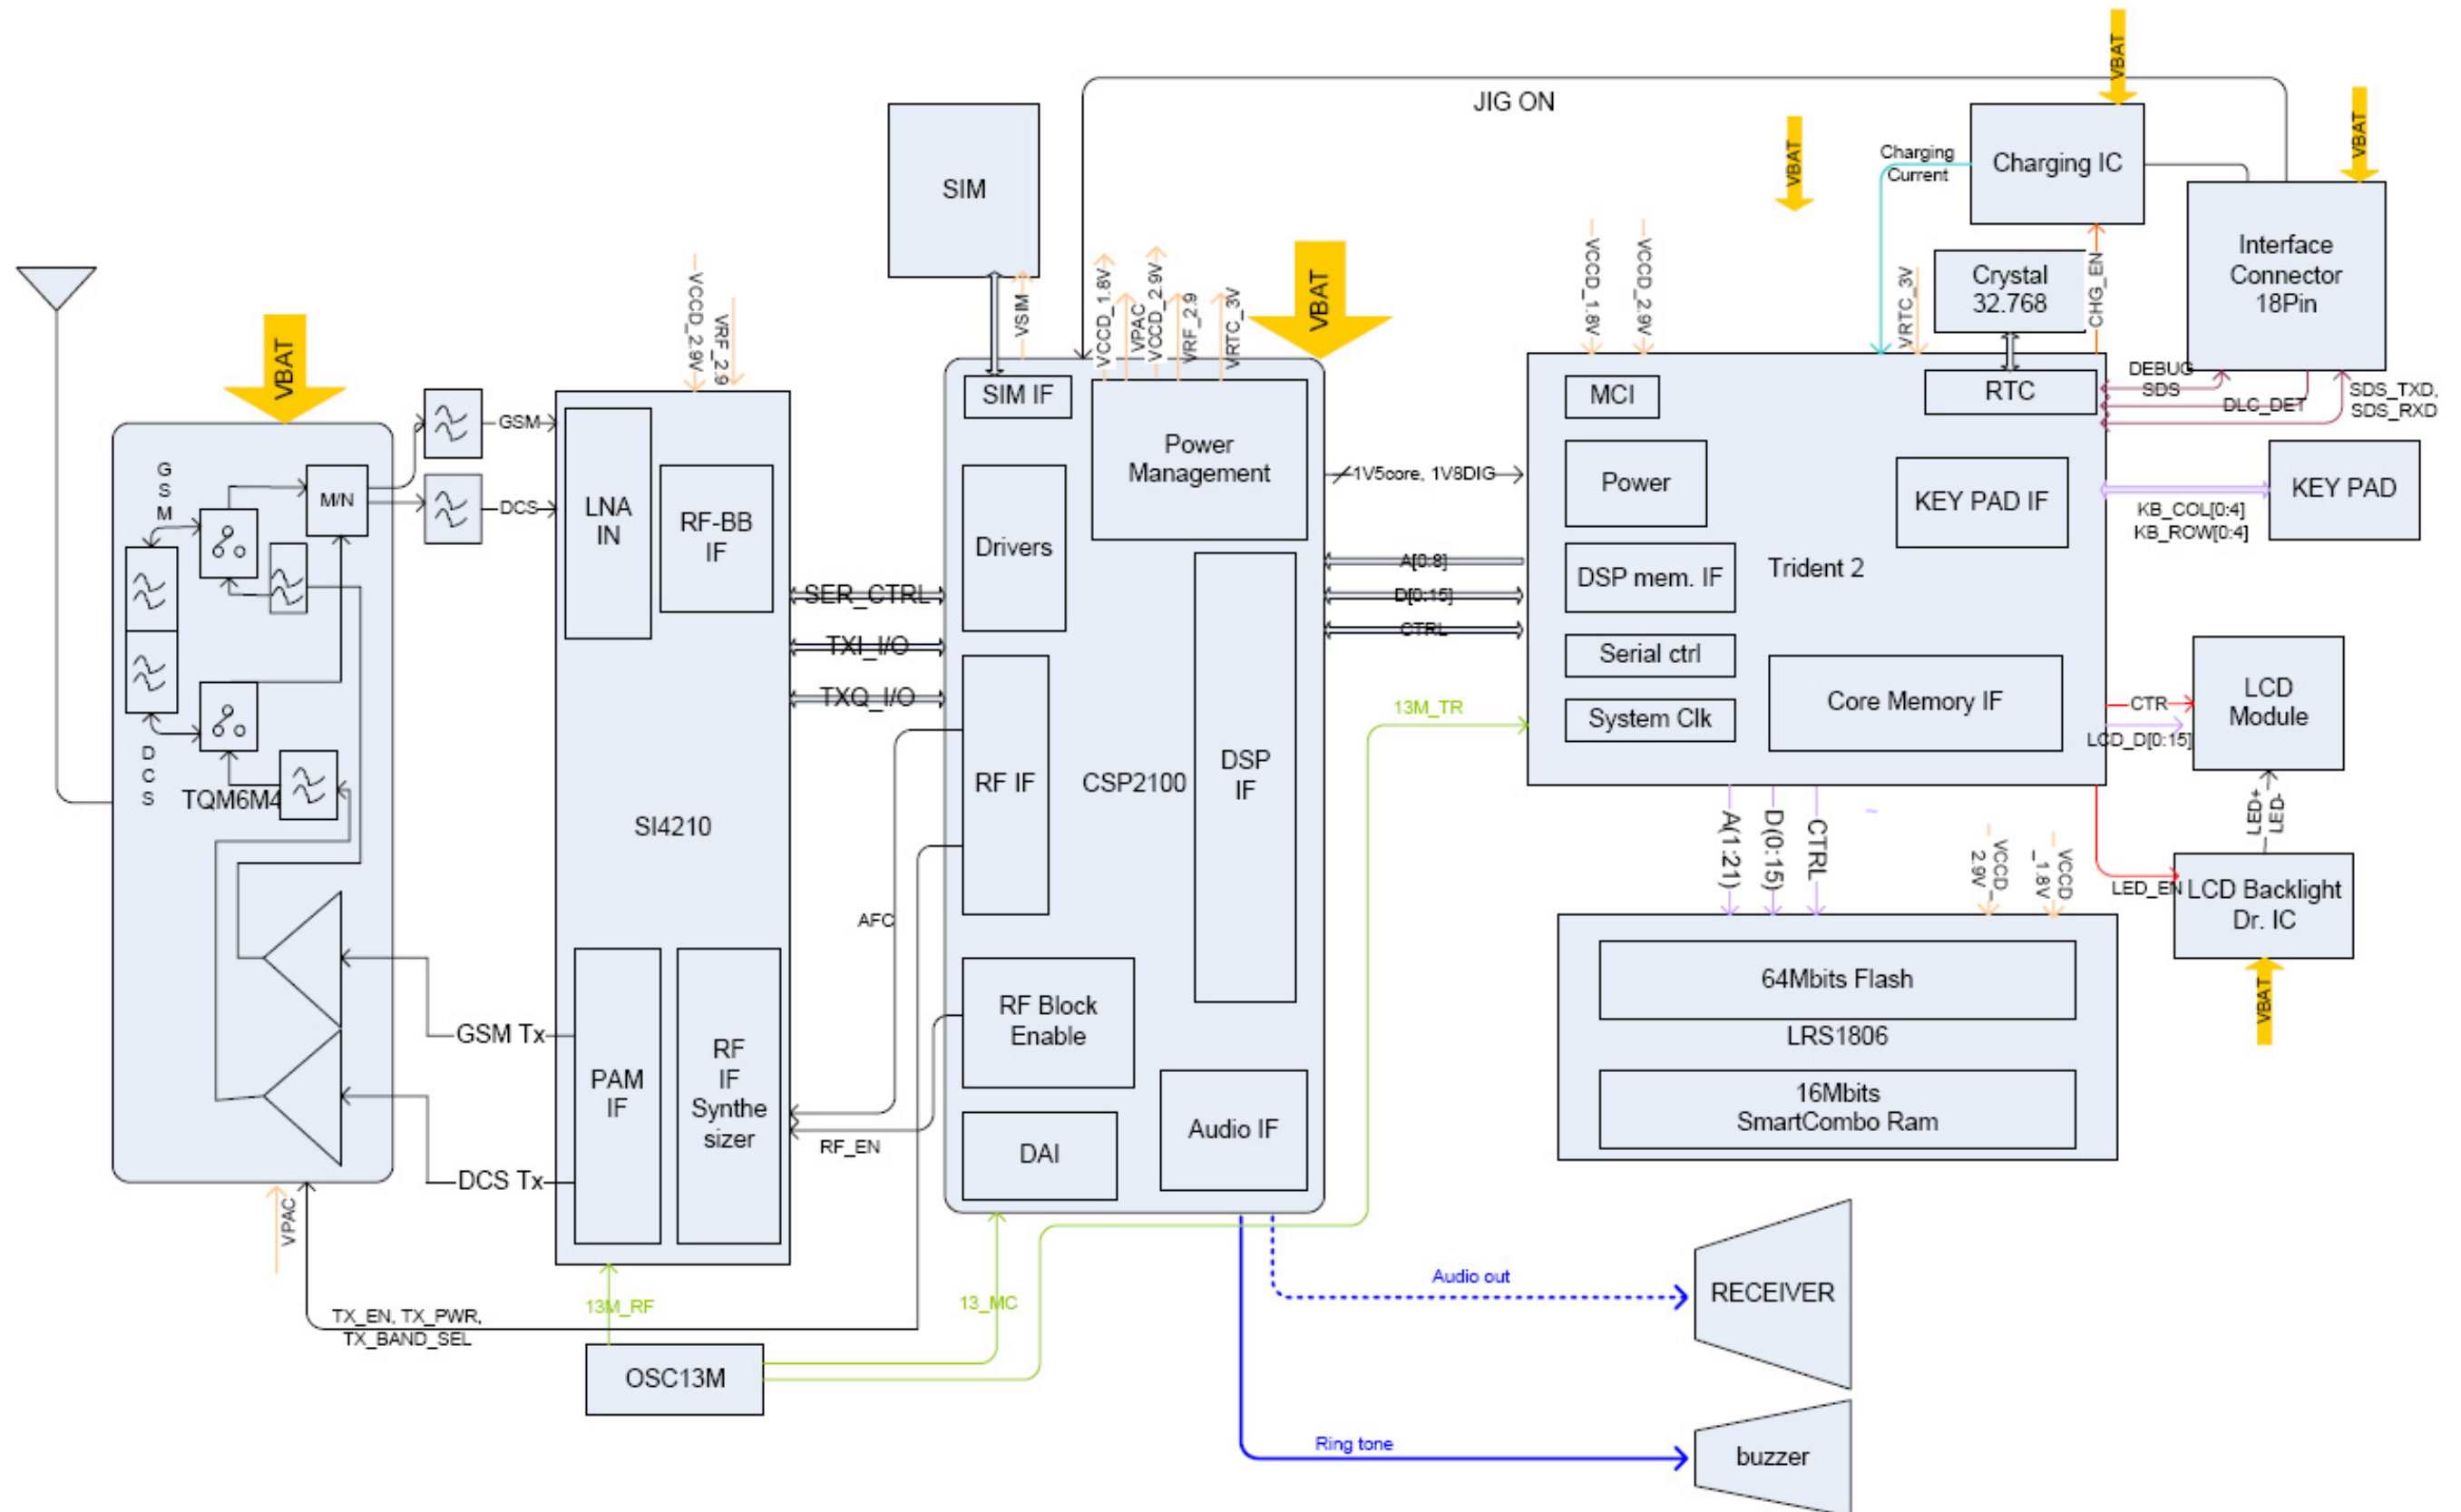 VBAT
JIG ON
VBAT
VBAT
Charging
Current
Charging IC
SIM
Interface
Connector
18Pin
Crystal
32.768
CHG_EN
VRTC_3V
VCCD_1.8V
VCCD_2.9V
VBAT
VSIM
VCCD_1.8V
VPAC
VCCD_2.9V
VRF_2.9
VRTC_3V
VCCD_2.9V
VRF_2.9
VBAT
SIM IF
MCI
RTC
DEBUG
SDS
DLC_DET
SDS_TXD,
SDS_RXD
GSM
DCS
GSM
M/N
LNA
IN
RF-BB
IF
Power
Management
Drivers
1V5core, 1V8DIG
Power
KEY PAD IF
KEY PAD
KB_COL[0:4]
KB_ROW[0:4]
A[0:8]
D[0:15]
CTRL
DSP mem. IF
Trident 2
SER_CTRL
TXI_I/O
TXQ_I/O
Serial ctrl
System Clk
Core Memory IF
13M_TR
CTR
LCD_D[0:15]
LCD
Module
DCS
TQM6M4
SI4210
RF IF
CSP2100
DSP
IF
A(1:21)
D(0:15)
CTRL
VCCD_
2.9V
VCCD
_1.8V
LED+
LED-
LED_EN
LCD Backlight
Dr. IC
VBAT
AFC
64Mbits Flash
LRS1806
16Mbits
SmartCombo Ram
RF Block
Enable
GSM Tx
PAM
IF
RF
IF
Synthe
sizer
RF_EN
DAI
Audio IF
DCS Tx
VPAC
TX_EN, TX_PWR,
TX_BAND_SEL
13M_RF
13_MC
OSC13M
Audio out
RECEIVER
Ring tone
buzzer